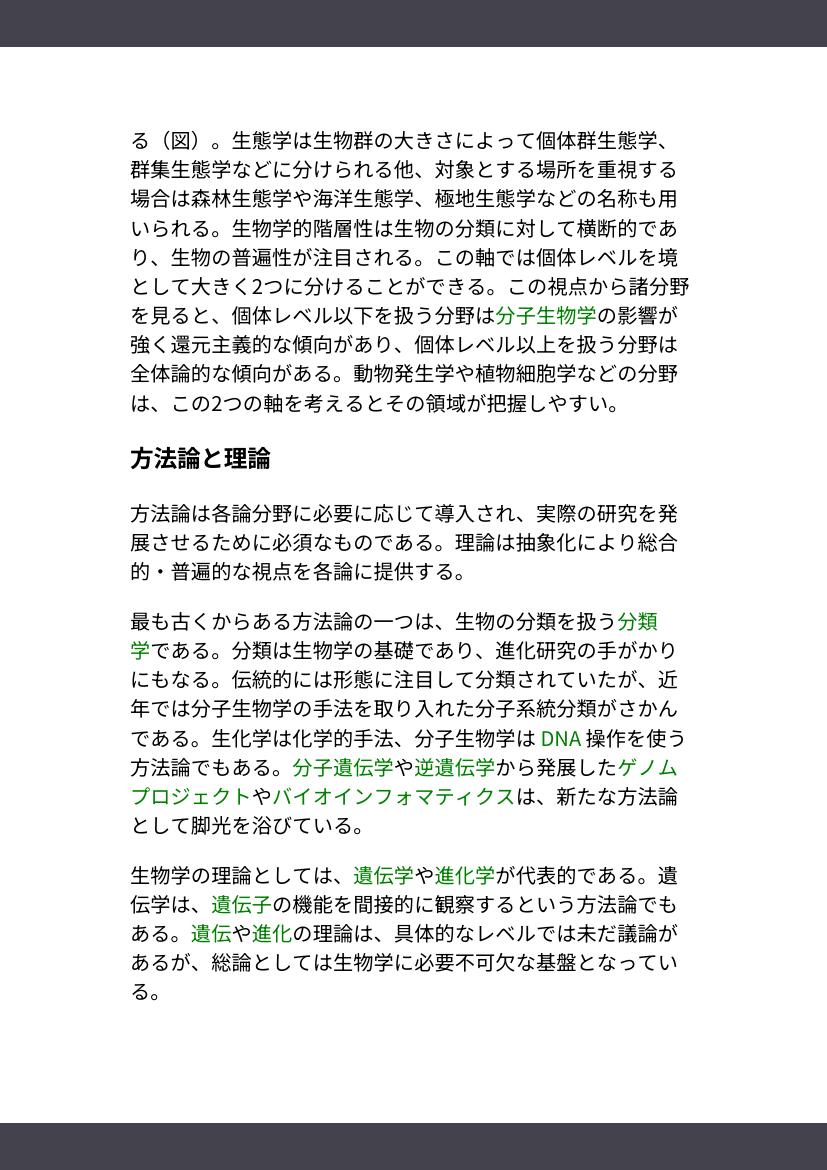 る（図）。生態学は生物群の大きさによって個体群生態学、
群集生態学などに分けられる他、対象とする場所を重視する
場合は森林生態学や海洋生態学、極地生態学などの名称も用
いられる。生物学的階層性は生物の分類に対して横断的であ
り、生物の普遍性が注目される。この軸では個体レベルを境
として大きく2つに分けることができる。この視点から諸分野
を見ると、個体レベル以下を扱う分野は分子生物学の影響が
強く還元主義的な傾向があり、個体レベル以上を扱う分野は
全体論的な傾向がある。動物発生学や植物細胞学などの分野
は、この2つの軸を考えるとその領域が把握しやすい。
方法論と理論
方法論は各論分野に必要に応じて導入され、実際の研究を発
展させるために必須なものである。理論は抽象化により総合
的・普遍的な視点を各論に提供する。
最も古くからある方法論の一つは、生物の分類を扱う分類
学である。分類は生物学の基礎であり、進化研究の手がかり
にもなる。伝統的には形態に注目して分類されていたが、近
年では分子生物学の手法を取り入れた分子系統分類がさかん
である。生化学は化学的手法、分子生物学は DNA 操作を使う
方法論でもある。分子遺伝学や逆遺伝学から発展したゲノム
プロジェクトやバイオインフォマティクスは、新たな方法論
として脚光を浴びている。
生物学の理論としては、遺伝学や進化学が代表的である。遺
伝学は、遺伝子の機能を間接的に観察するという方法論でも
ある。遺伝や進化の理論は、具体的なレベルでは未だ議論が
あるが、総論としては生物学に必要不可欠な基盤となってい
る。